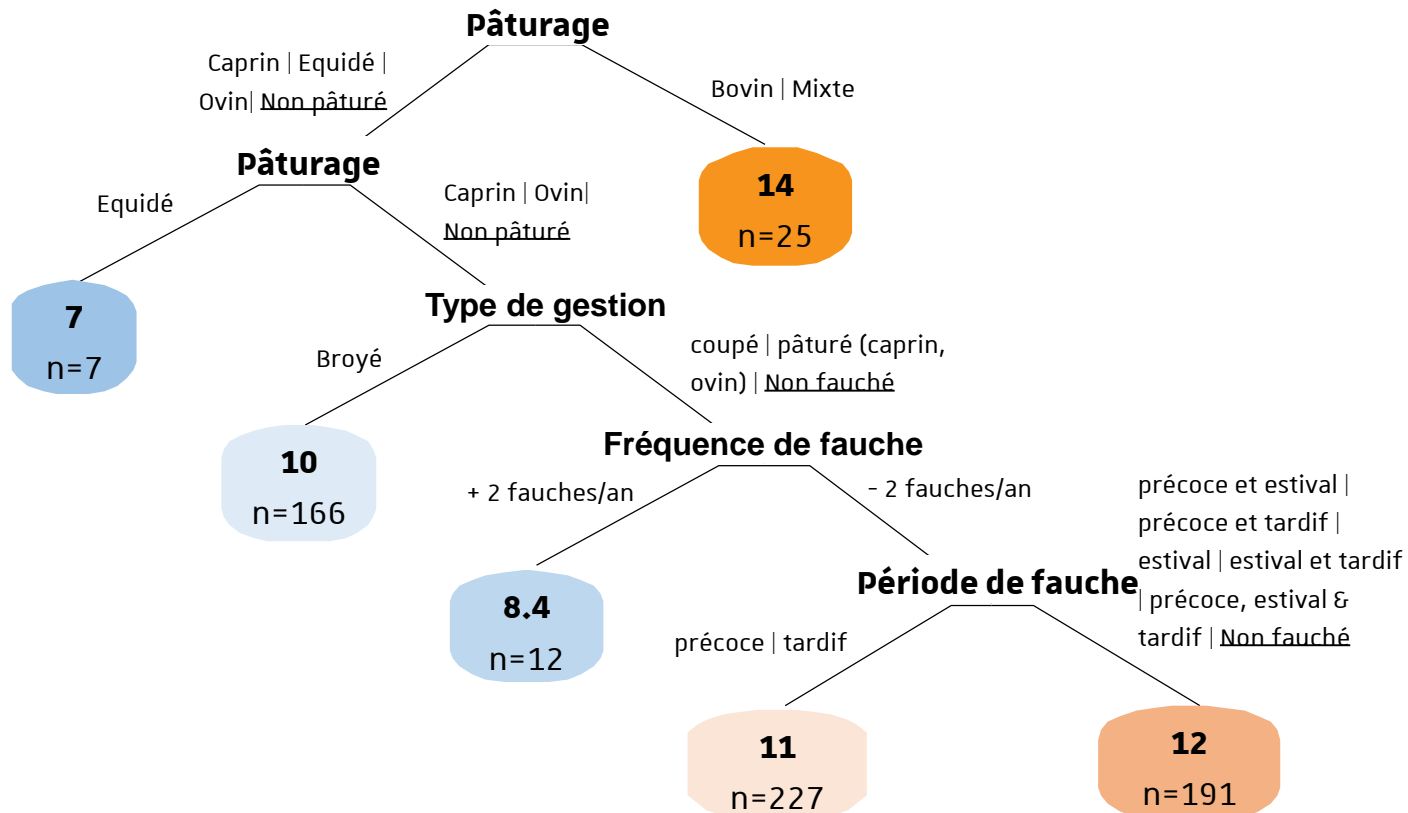 Pâturage
Caprin | Equidé |
Ovin| Non pâturé
Bovin | Mixte
Pâturage
14
n=25
Equidé
Caprin | Ovin|
Non pâturé
7
n=7
Type de gestion
Broyé
coupé | pâturé (caprin,
ovin) | Non fauché
10
n=166
Fréquence de fauche
+ 2 fauches/an
- 2 fauches/an
précoce et estival |
précoce et tardif |
estival | estival et tardif
| précoce, estival &
tardif | Non fauché
8.4
n=12
Période de fauche
précoce | tardif
11
n=227
12
n=191